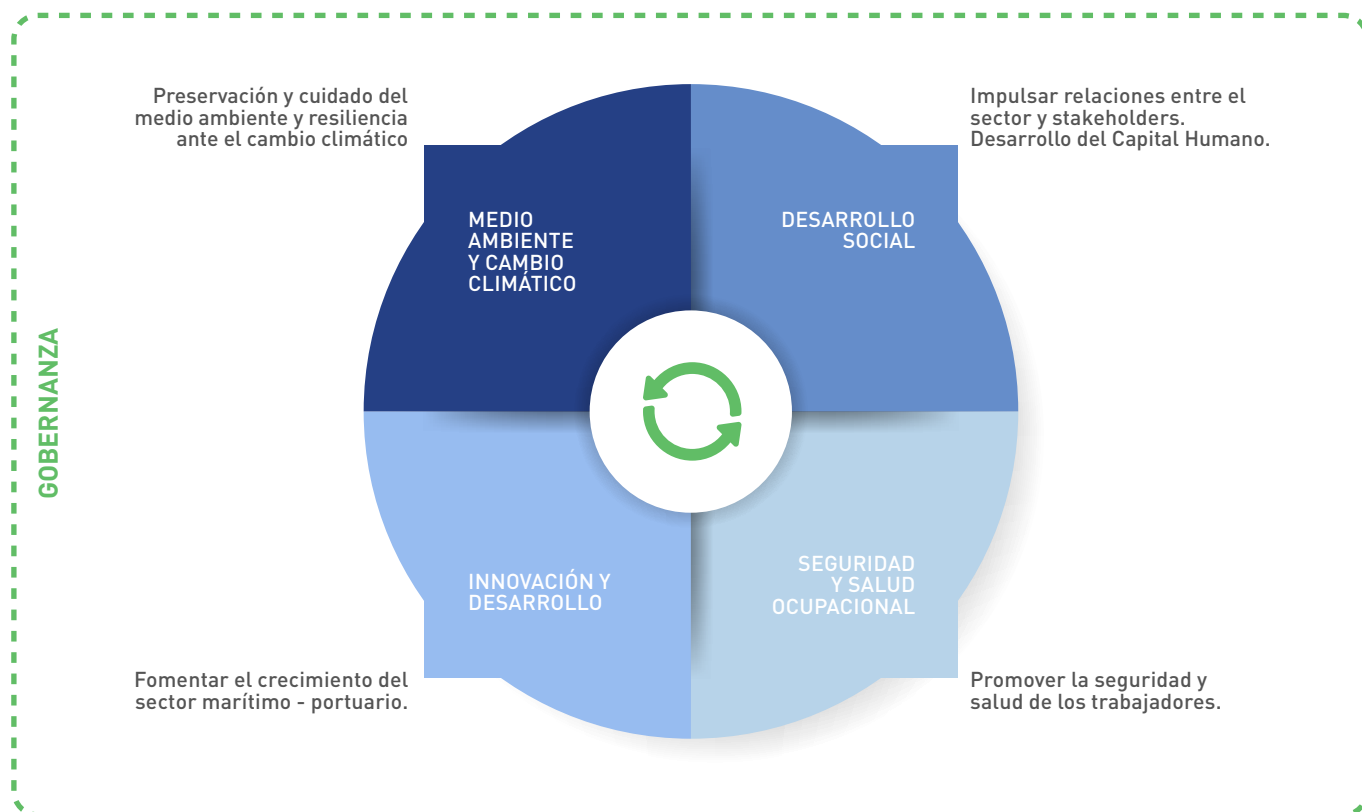 Preservación y cuidado del
medio ambiente y resiliencia
ante el cambio climático
Impulsar relaciones entre el
sector y stakeholders.
Desarrollo del Capital Humano.
MEDIO
AMBIENTE
Y CAMBIO
CLIMÁTICO
DESARROLLO
SOCIAL
GOBERNANZA
INNOVACIÓN Y
DESARROLLO
SEGURIDAD
Y SALUD
OCUPACIONAL
Fomentar el crecimiento del
sector marítimo - portuario.
Promover la seguridad y
salud de los trabajadores.